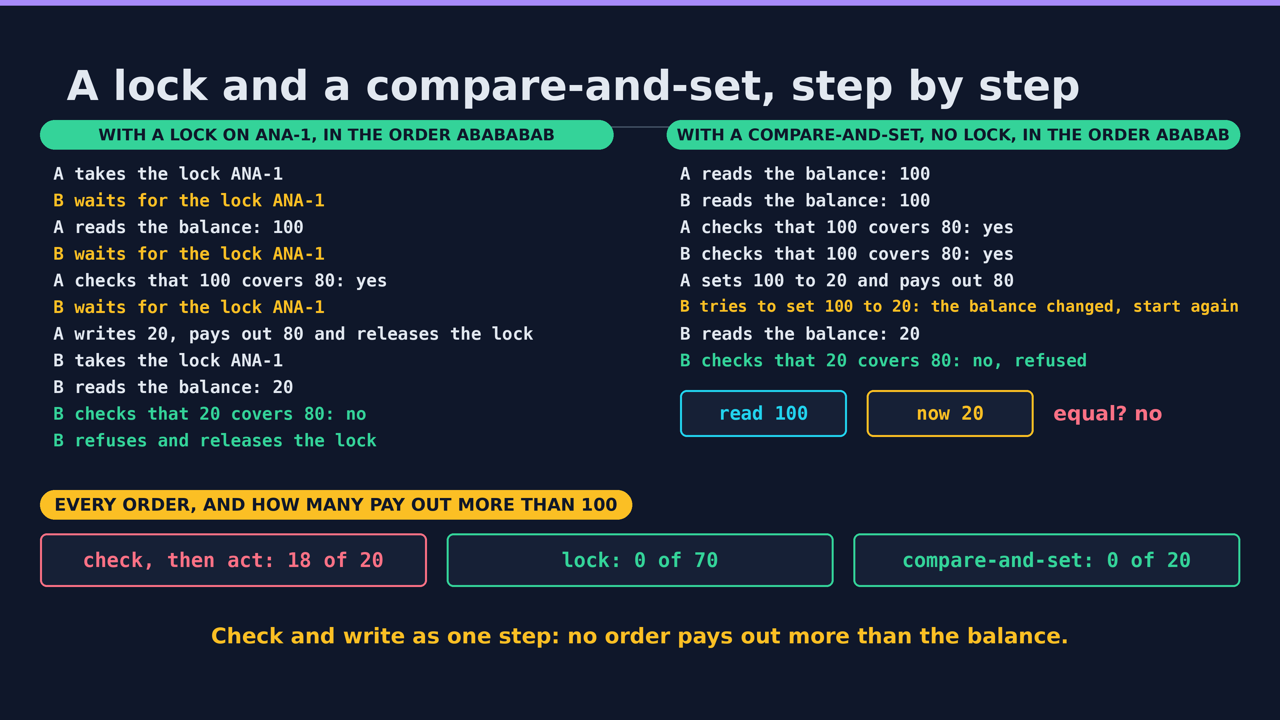 A lock and a compare-and-set, step by step
WITH A LOCK ON ANA-1, IN THE ORDER ABABABAB
A takes the lock ANA-1
B waits for the lock ANA-1
A reads the balance: 100
B waits for the lock ANA-1
A checks that 100 covers 80: yes
B waits for the lock ANA-1
A writes 20, pays out 80 and releases the lock
B takes the lock ANA-1
B reads the balance: 20
B checks that 20 covers 80: no
B refuses and releases the lock
WITH A COMPARE-AND-SET, NO LOCK, IN THE ORDER ABABAB
A reads the balance: 100
B reads the balance: 100
A checks that 100 covers 80: yes
B checks that 100 covers 80: yes
A sets 100 to 20 and pays out 80
B tries to set 100 to 20: the balance changed, start again
B reads the balance: 20
B checks that 20 covers 80: no, refused
read 100
now 20
equal? no
EVERY ORDER, AND HOW MANY PAY OUT MORE THAN 100
check, then act: 18 of 20
lock: 0 of 70
compare-and-set: 0 of 20
Check and write as one step: no order pays out more than the balance.